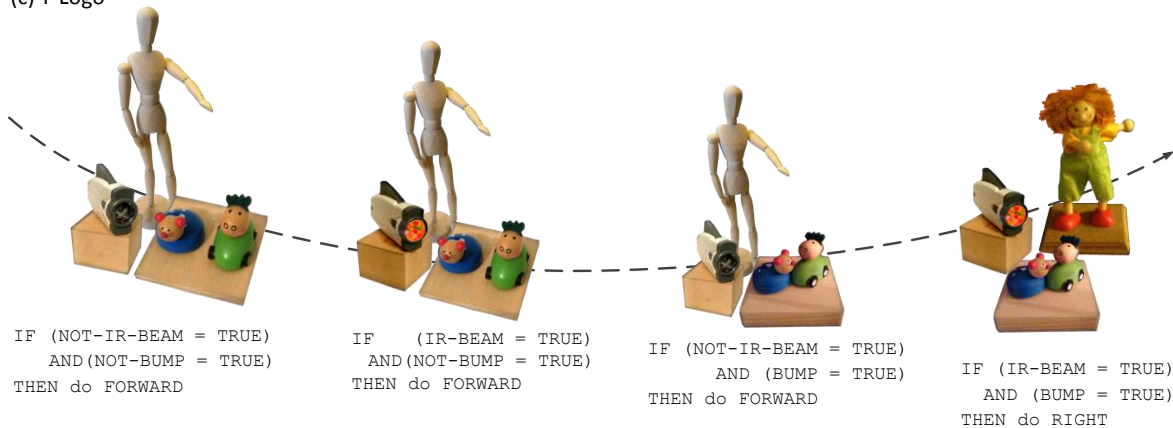 IF (NOT-IR-BEAM = TRUE)
AND(NOT-BUMP = TRUE)
THEN do FORWARD
IF (IR-BEAM = TRUE)
AND(NOT-BUMP = TRUE)
THEN do FORWARD
IF (NOT-IR-BEAM = TRUE)
AND (BUMP = TRUE)
THEN do FORWARD
IF (IR-BEAM = TRUE)
AND (BUMP = TRUE)
THEN do RIGHT